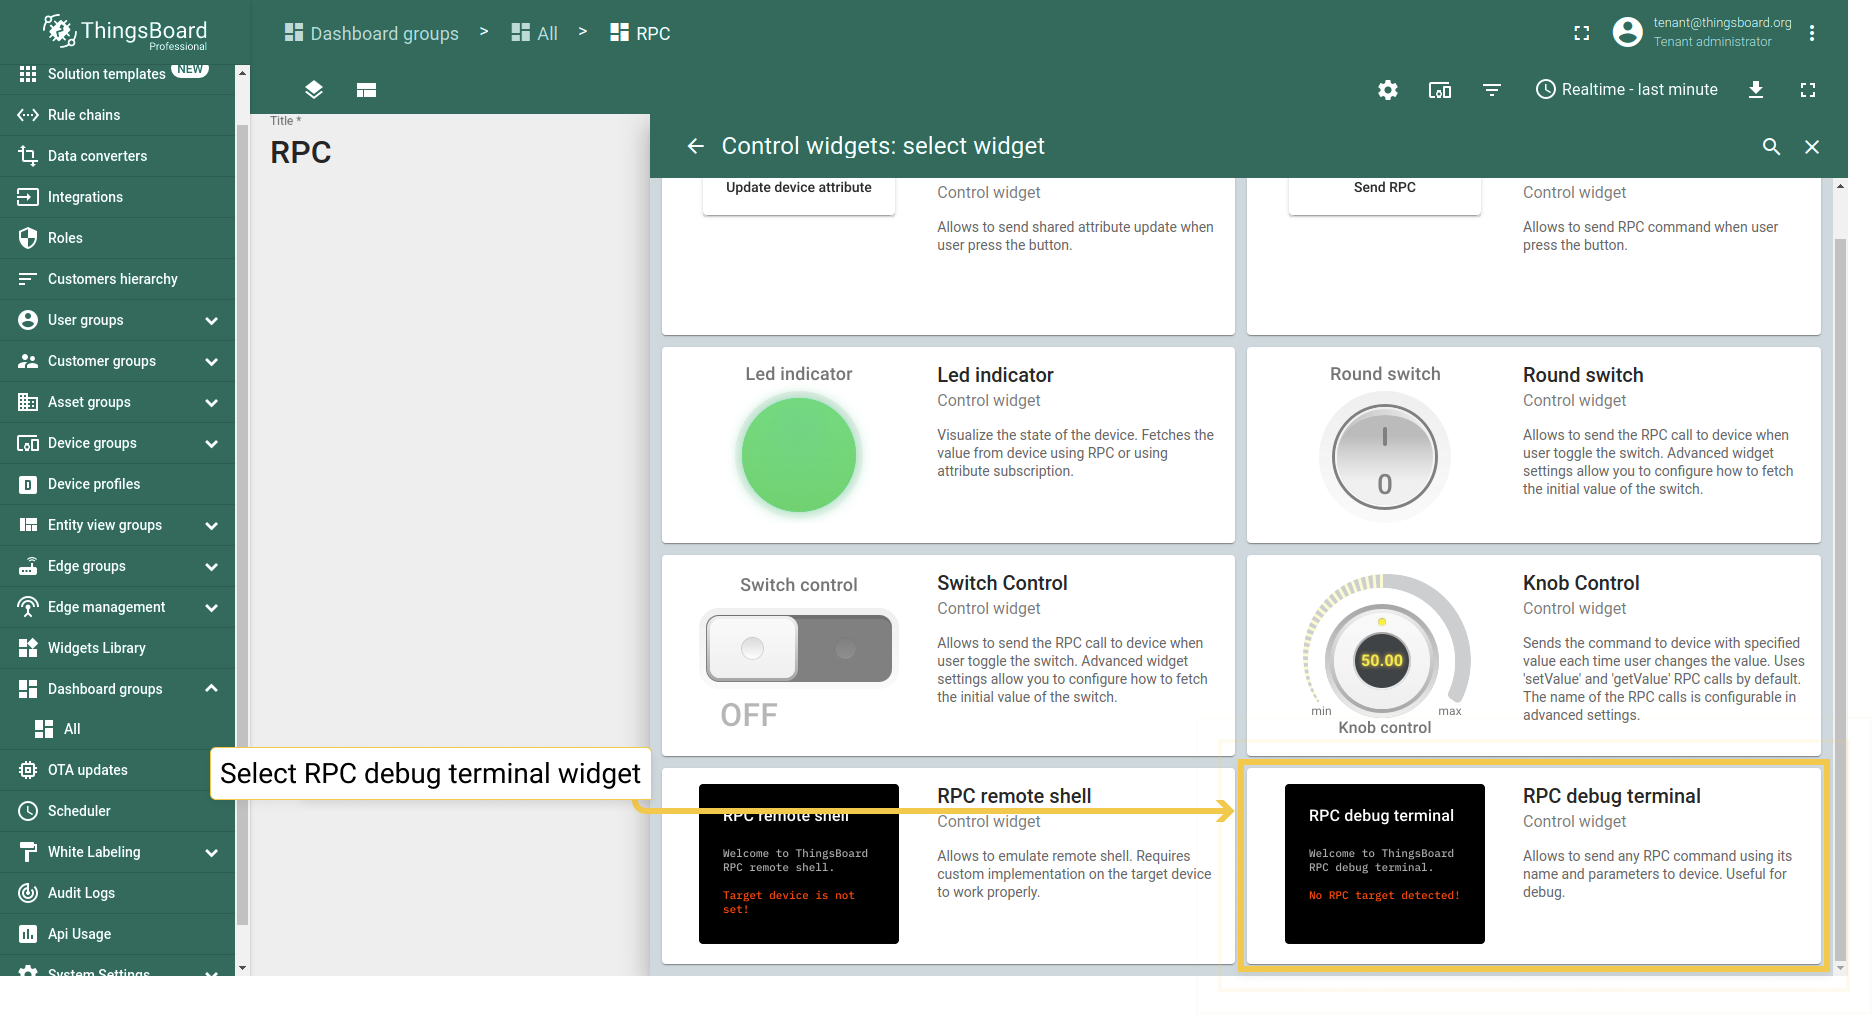 ThingsBoard
Professional
Dashboard groups > All > RPC
tenant@thingsboard.org
Tenant administrator
Realtime - last minute
Solution templates NEW
Rule chains
Data converters
Integrations
Roles
Customers hierarchy
User groups
Customer groups
Asset groups
Device groups
Device profiles
Entity view groups
Edge groups
Edge management
Widgets Library
Dashboard groups
All
OTA updates
Scheduler
White Labeling
Audit Logs
Api Usage
System Settings
Title *
RPC
Control widgets: select widget
Update device attribute
Control widget
Allows to send shared attribute update when
user press the button.
Send RPC
Control widget
Allows to send RPC command when user
press the button.
Led indicator
Led indicator
Control widget
Visualize the state of the device. Fetches the
value from device using RPC or using
attribute subscription.
Round switch
0
Round switch
Control widget
Allows to send the RPC call to device when
user toggle the switch. Advanced widget
settings allow you to configure how to fetch
the initial value of the switch.
Switch control
OFF
Switch Control
Control widget
Allows to send the RPC call to device when
user toggle the switch. Advanced widget
settings allow you to configure how to fetch
the initial value of the switch.
50.00
min
max
Knob control
Knob Control
Control widget
Sends the command to device with specified
value each time user changes the value. Uses
'setValue' and 'getValue' RPC calls by default.
The name of the RPC calls is configurable in
advanced settings.
Select RPC debug terminal widget
RPC remote shell
Welcome to ThingsBoard
RPC remote shell.
Target device is not
set!
RPC remote shell
Control widget
Allows to emulate remote shell. Requires
custom implementation on the target device
to work properly.
RPC debug terminal
Welcome to ThingsBoard
RPC debug terminal.
No RPC target detected!
RPC debug terminal
Control widget
Allows to send any RPC command using its
name and parameters to device. Useful for
debug.